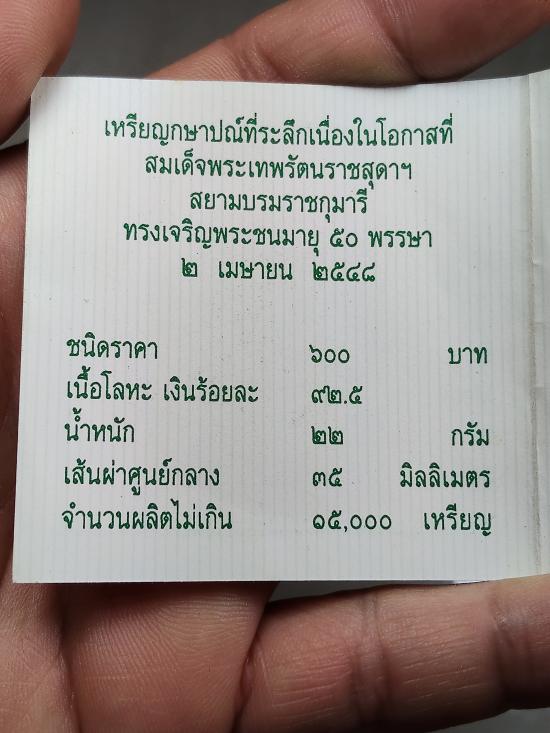 เหรียญกษาปณ์ที่ระลึกเนื่องในโอกาสที่
สมเด็จพระเทพรัตนราชสุดาฯ
สยามบรมราชกุมารี
ทรงเจริญพระชนมายุ ๕๐ พรรษา
๒ เมษายน ๒๕๔๘
ชนิดราคา ๖๐๐ บาท
เนื้อโลหะ เงินร้อยละ ๙๒.๕
น้ำหนัก ๒๒ กรัม
เส้นผ่าศูนย์กลาง ๓๕ มิลลิเมตร
จำนวนผลิตไม่เกิน ๑๕,๐๐๐ เหรียญ